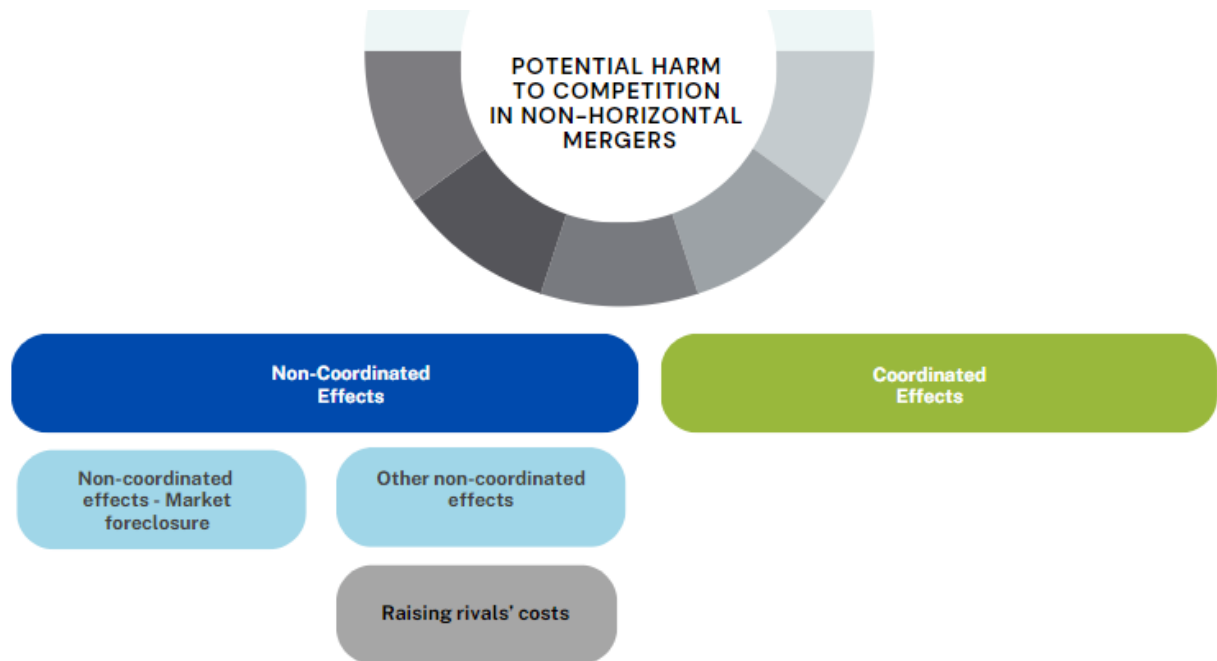 POTENTIAL HARM
TO COMPETITION
IN NON-HORIZONTAL
MERGERS
Non-Coordinated
Effects
Coordinated
Effects
Non-coordinated
effects - Market
foreclosure
Other non-coordinated
effects
Raising rivals' costs